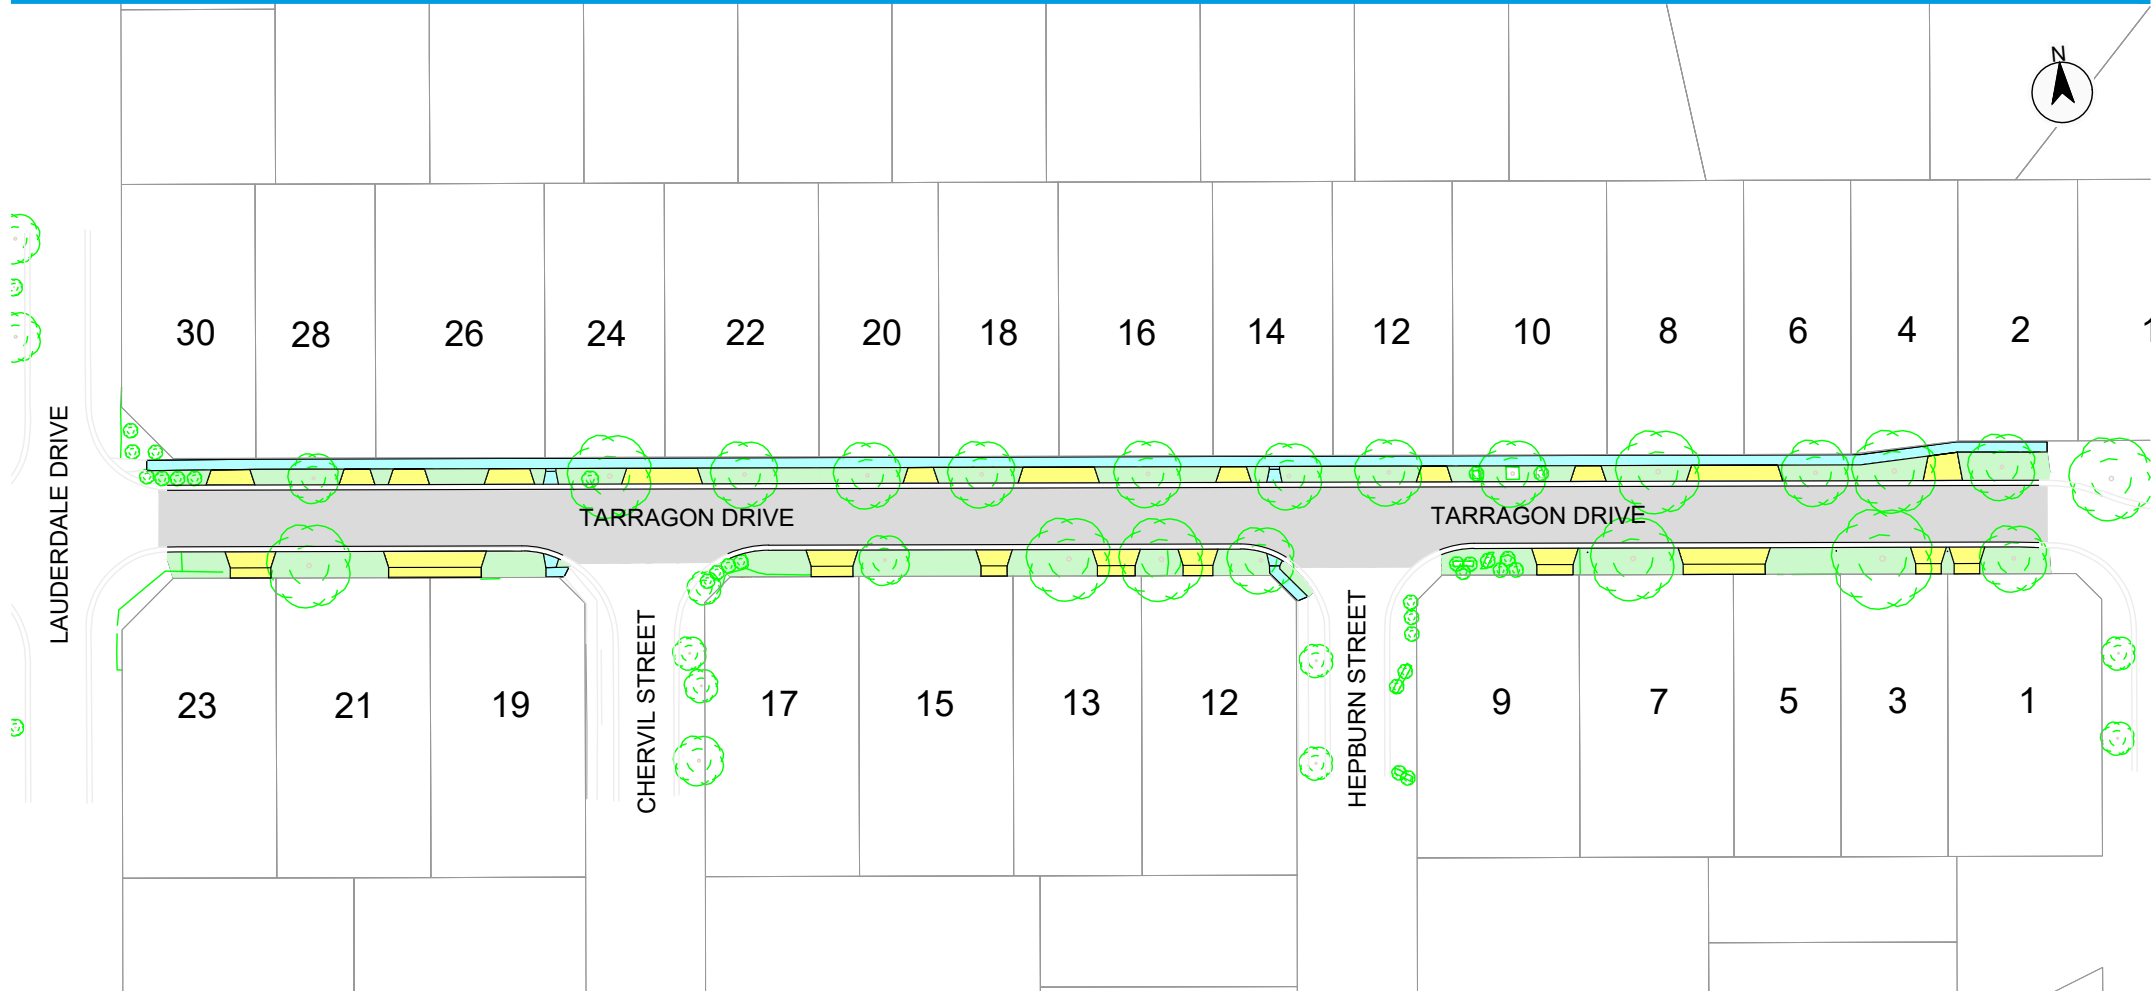 N
30 28 26 24 22 20 18 16 14 12 10 8 6 4 2
LAUDERDALE DRIVE
TARRAGON DRIVE
TARRAGON DRIVE
CHERVIL STREET
HEPBURN STREET
23 21 19 17 15 13 12 9 7 5 3 1